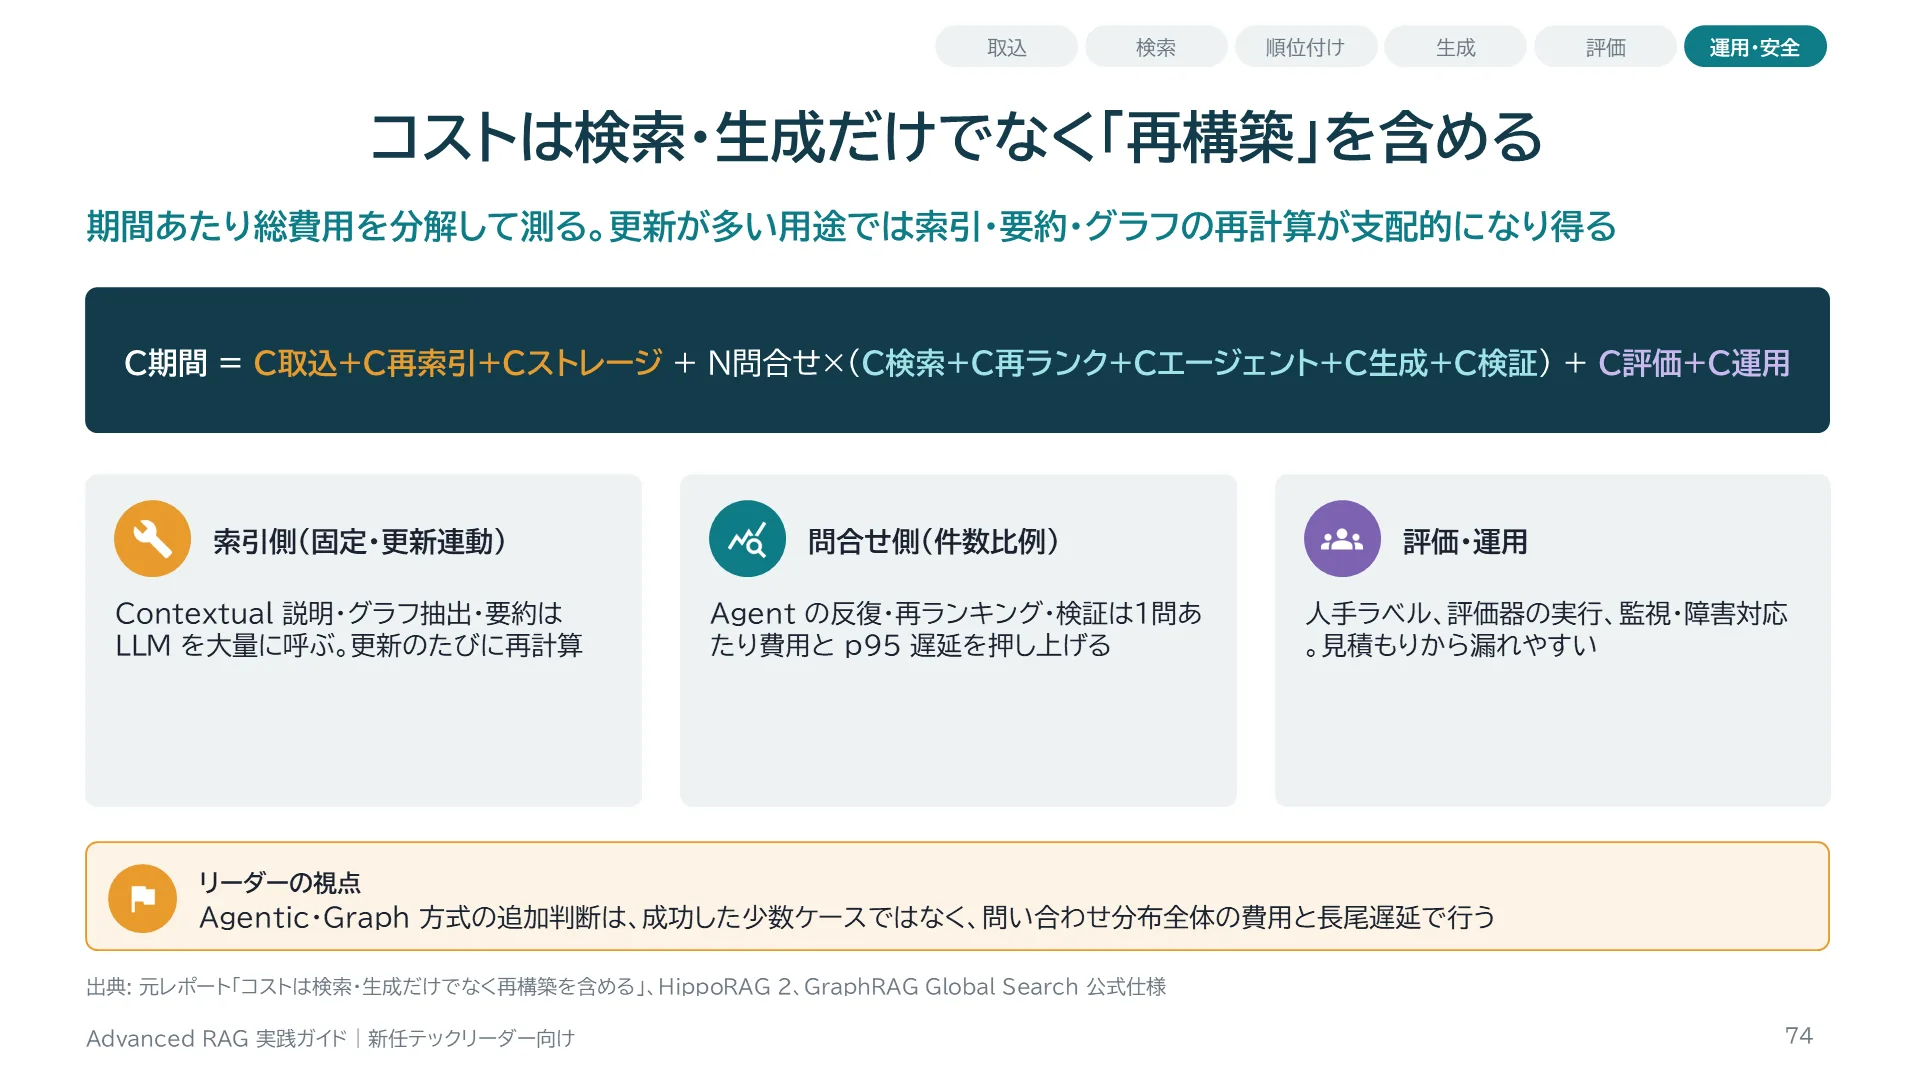 取込
検索
順位付け
生成
評価
運用・安全
コストは検索・生成だけでなく「再構築」を含める
期間あたり総費用を分解して測る。更新が多い用途では索引・要約・グラフの再計算が支配的になり得る
C期間 = C取込+C再索引+Cストレージ + N問合せ×(C検索+C再ランク+Cエージェント+C生成+C検証) + C評価+C運用
索引側(固定・更新連動)
Contextual 説明・グラフ抽出・要約は
LLM を大量に呼ぶ。更新のたびに再計算
問合せ側(件数比例)
Agent の反復・再ランキング・検証は1問あ
たり費用と p95 遅延を押し上げる
評価・運用
人手ラベル、評価器の実行、監視・障害対応
。見積もりから漏れやすい
リーダーの視点
Agentic・Graph 方式の追加判断は、成功した少数ケースではなく、問い合わせ分布全体の費用と長尾遅延で行う
出典: 元レポート「コストは検索・生成だけでなく再構築を含める」、HippoRAG 2、GraphRAG Global Search 公式仕様
Advanced RAG 実践ガイド｜新任テックリーダー向け
74